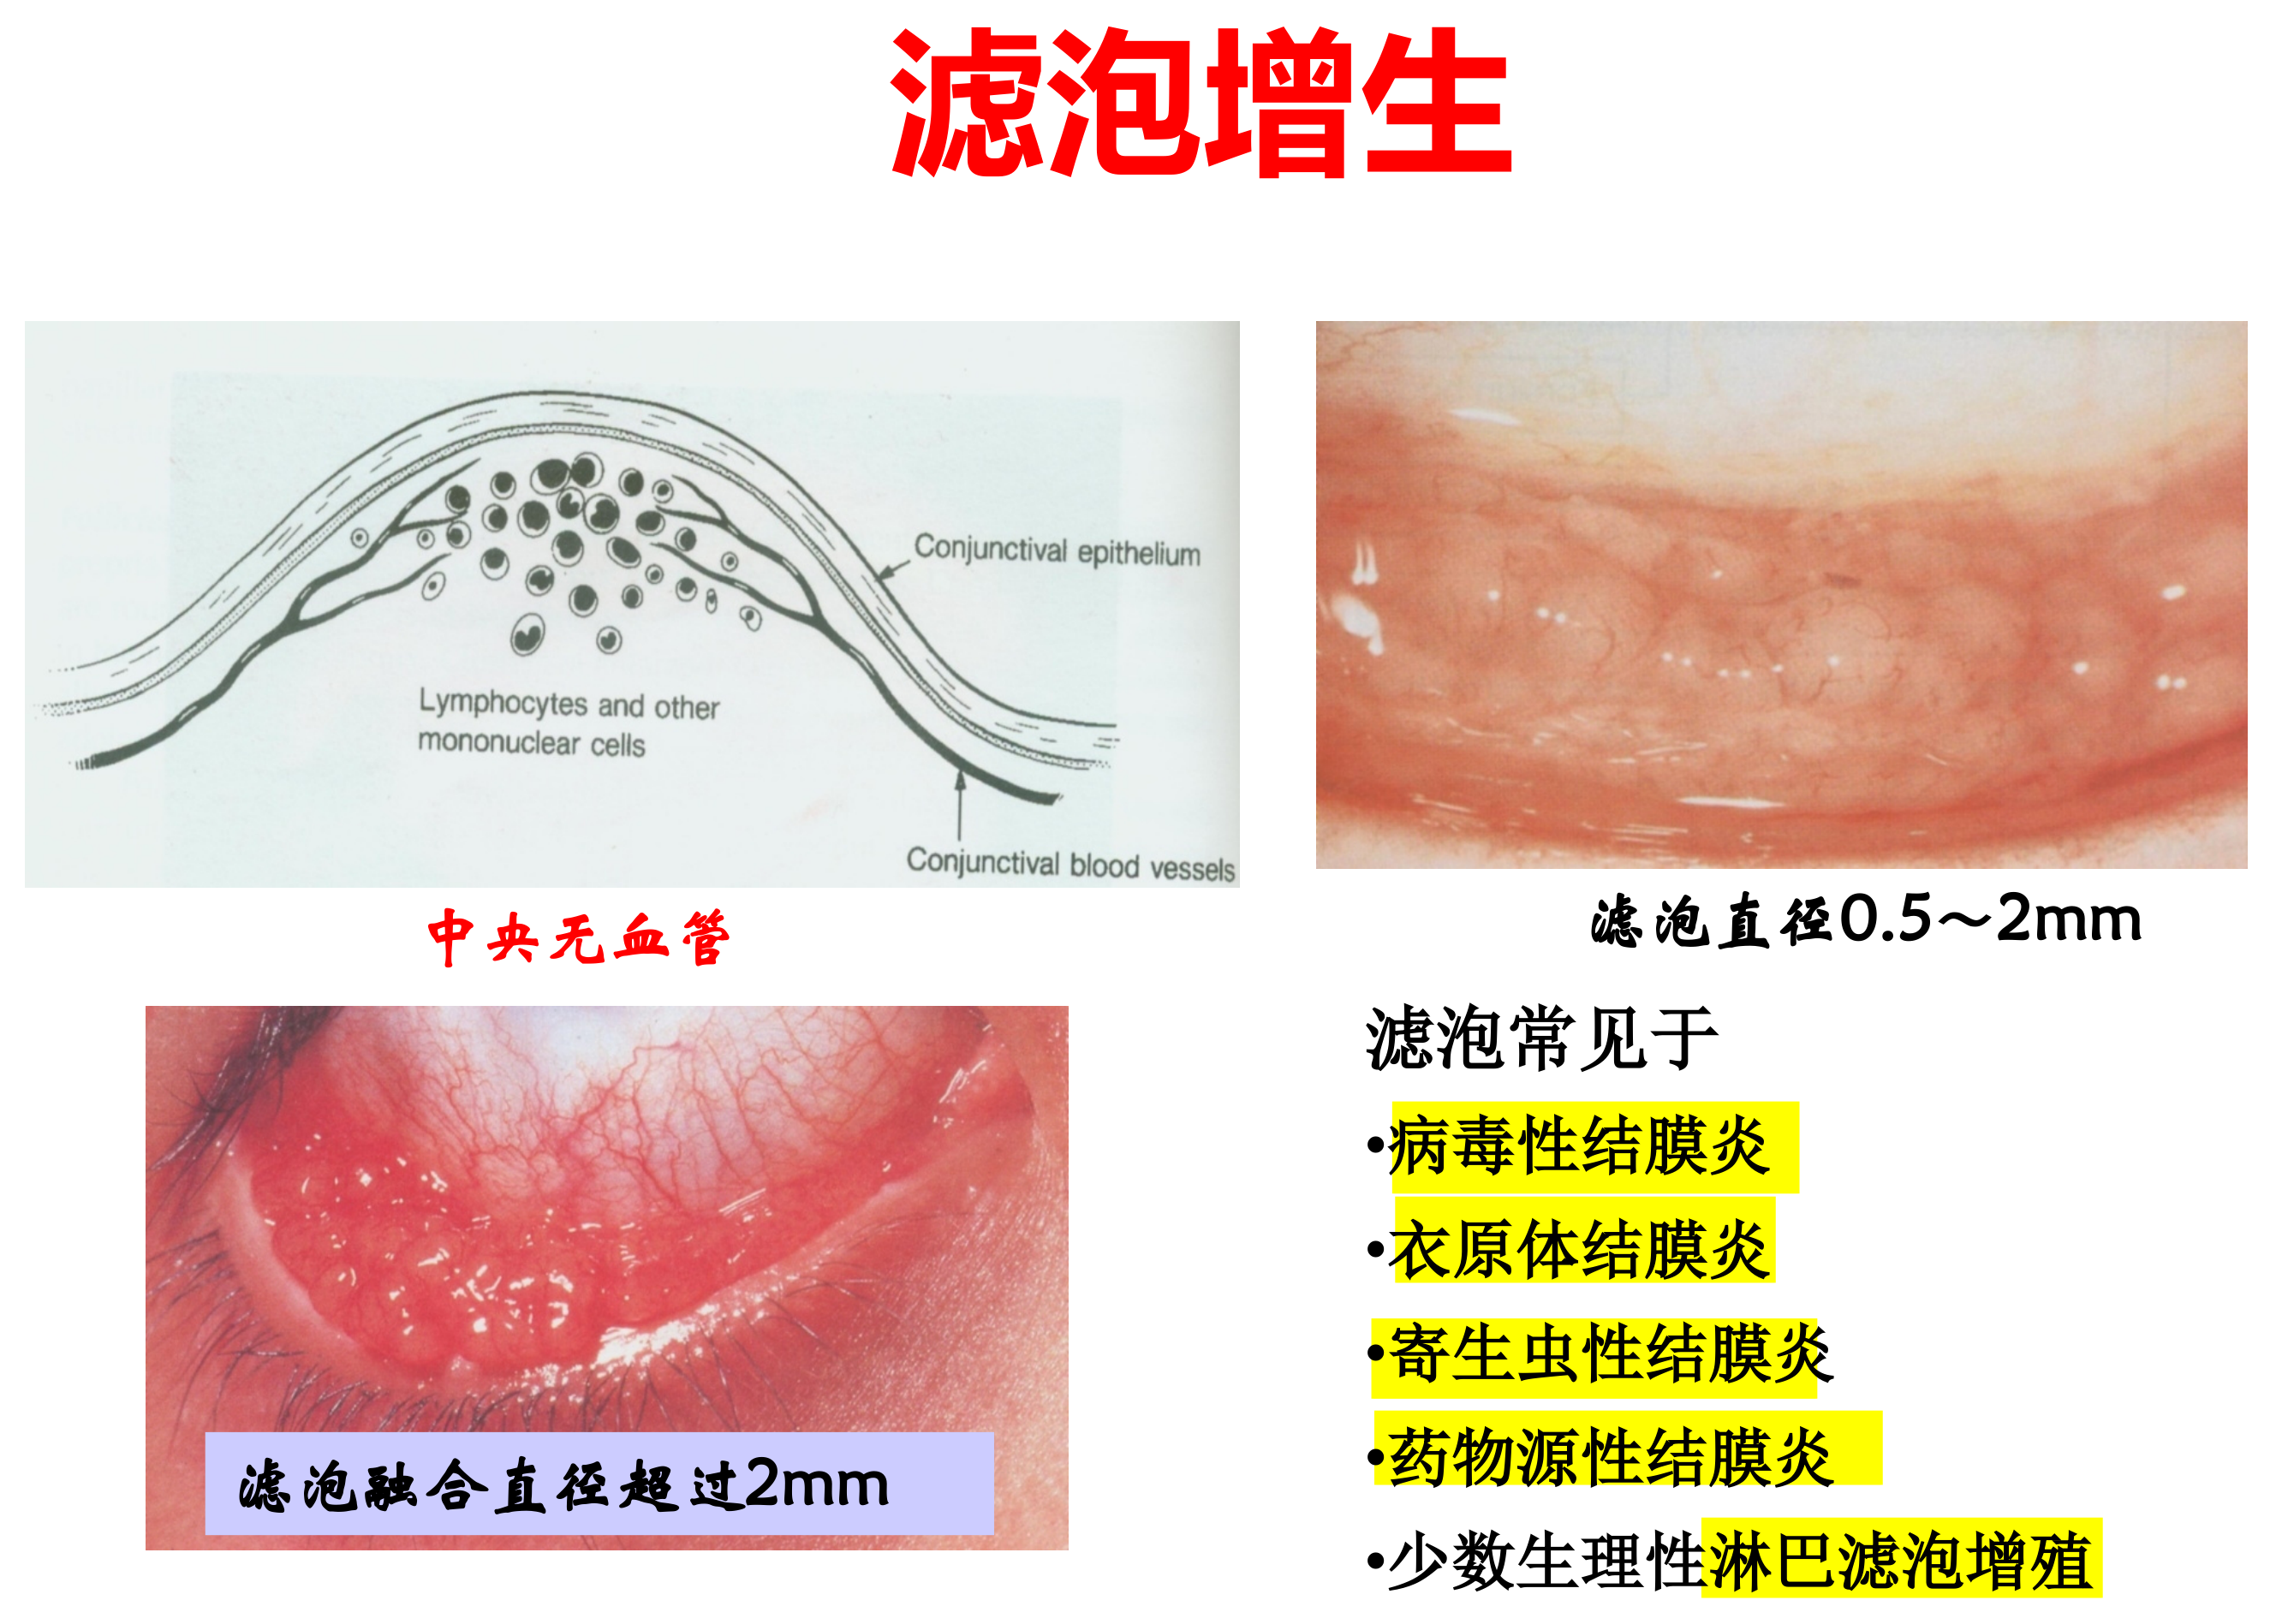 滤泡增生
Conjunctival epithelium
Lymphocytes and other
mononuclear cells
Conjunctival blood vessels
中央无血管
滤泡直径0.5～2mm
滤泡融合直径超过2mm
滤泡常见于
•病毒性结膜炎
•衣原体结膜炎
•寄生虫性结膜炎
•药物源性结膜炎
•少数生理性淋巴滤泡增殖